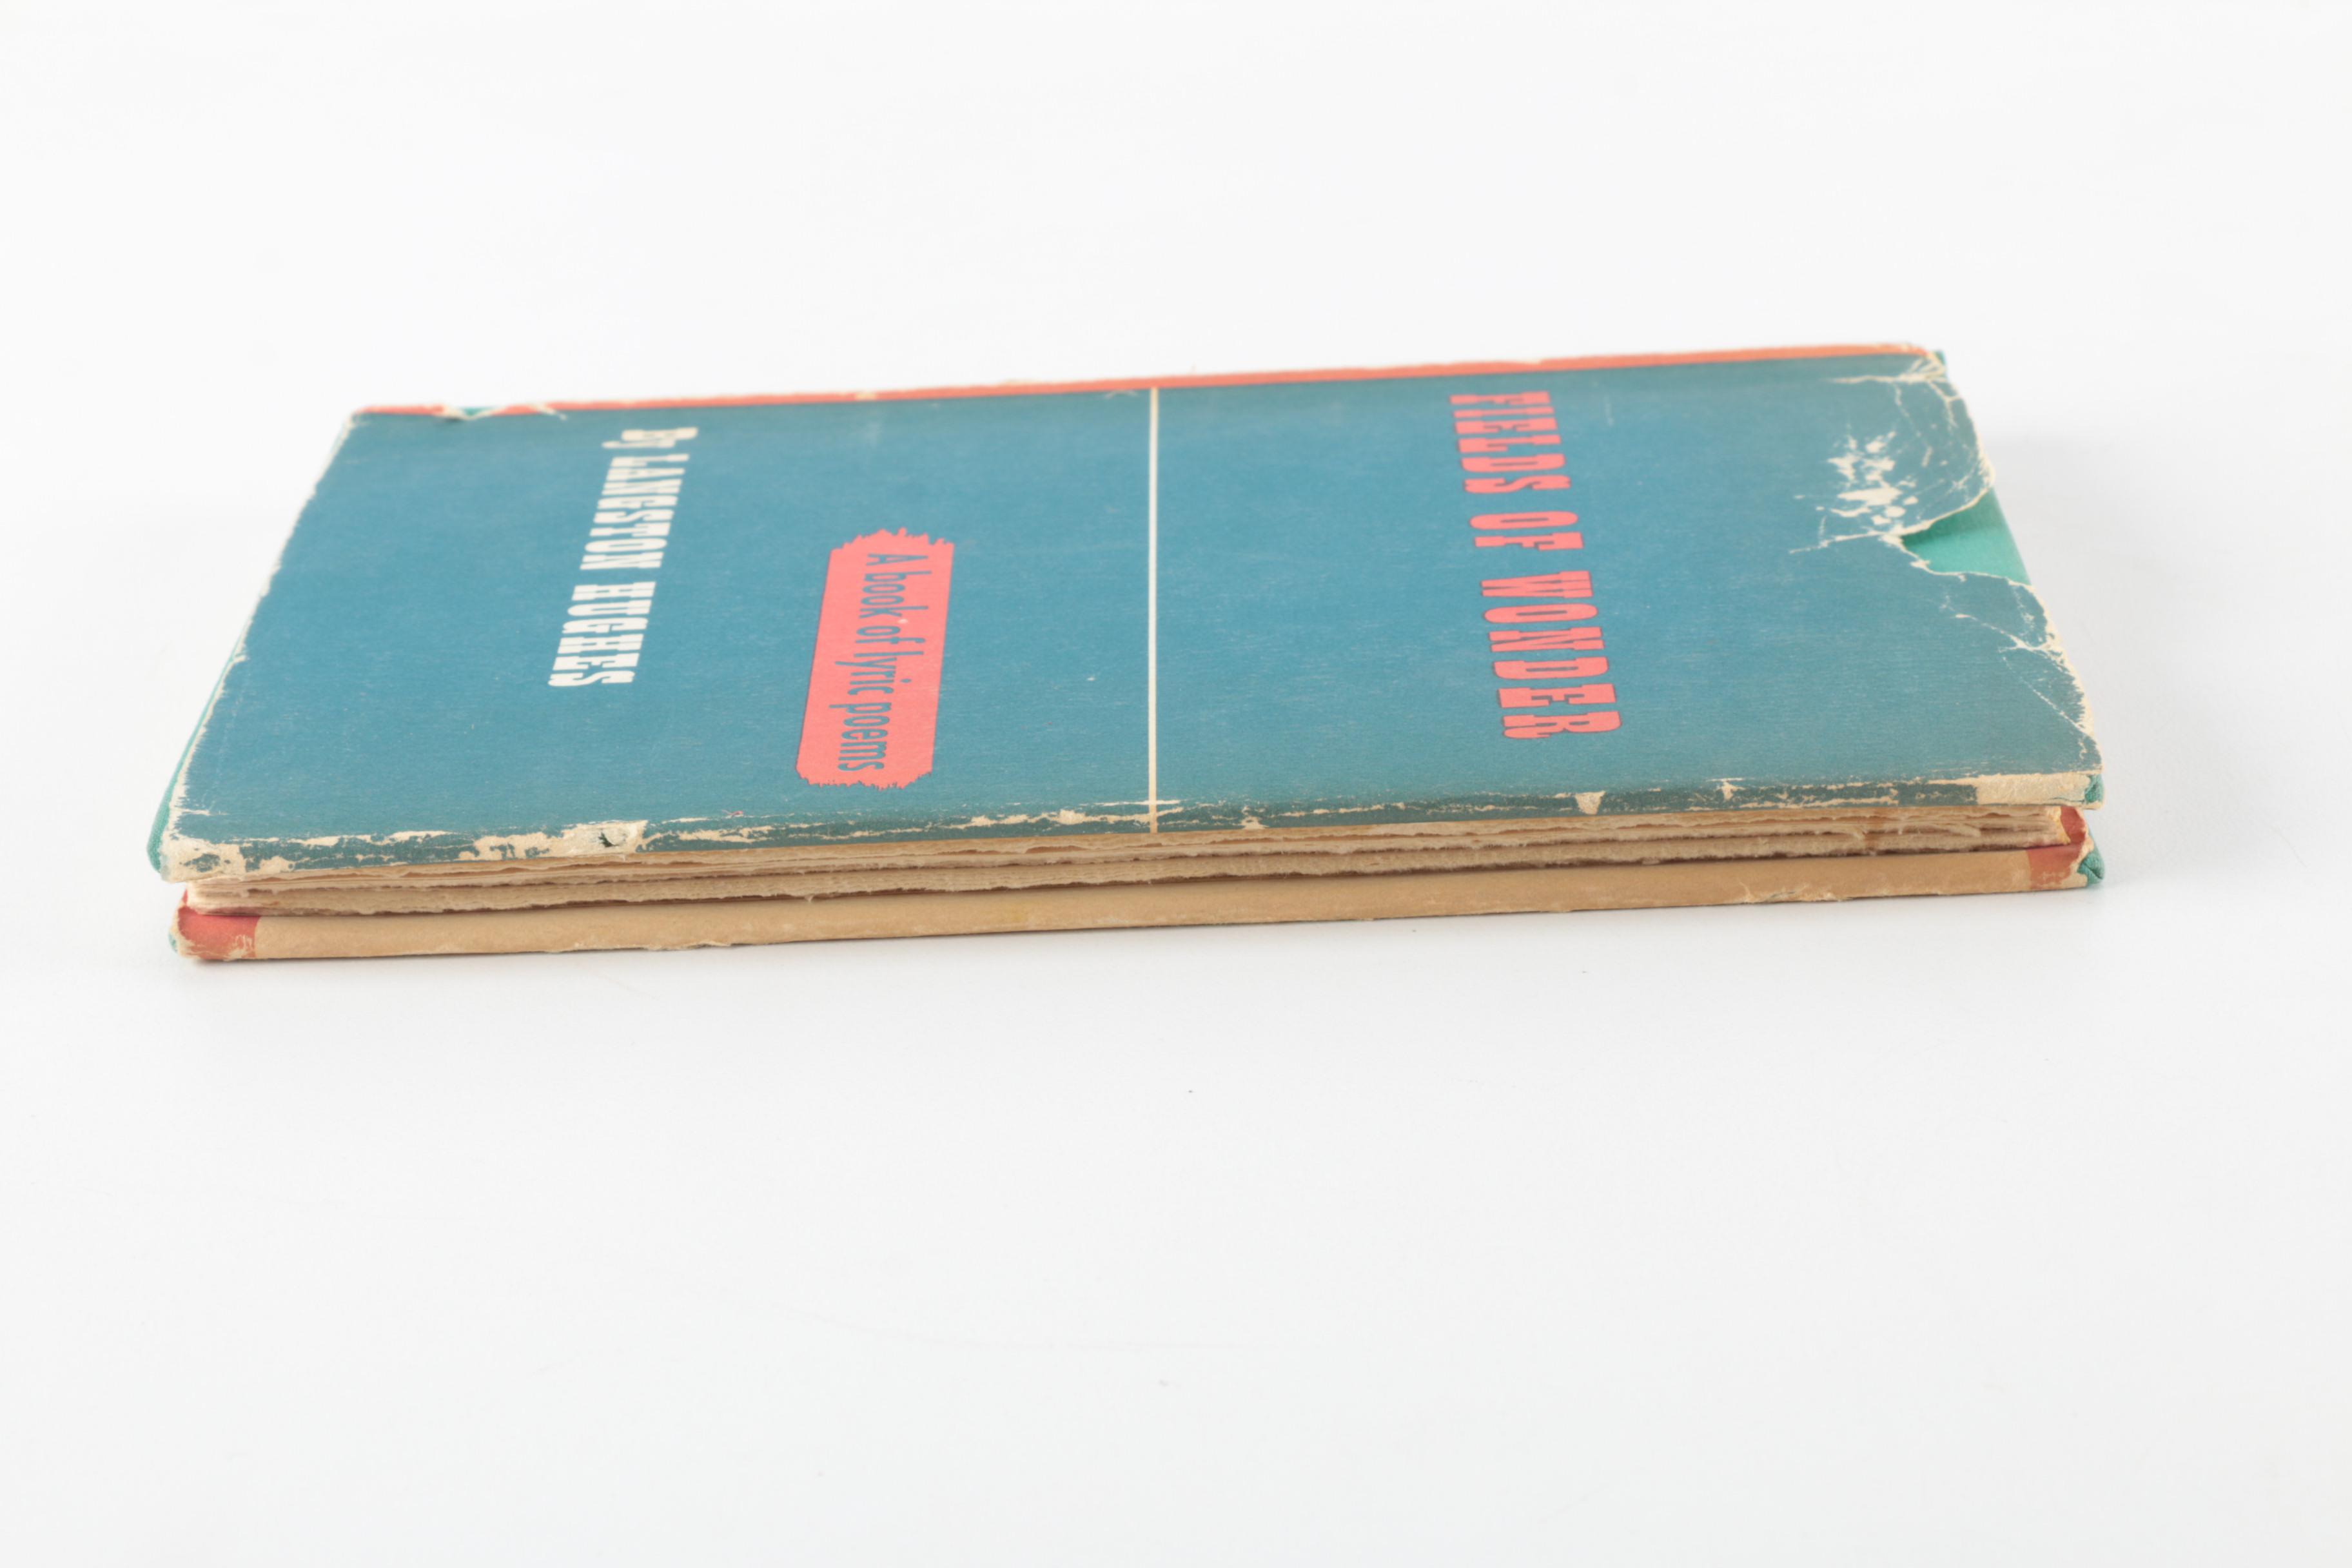 FIELDS OF WONDER
A book of lyric poems
By LANGSTON HUGHES